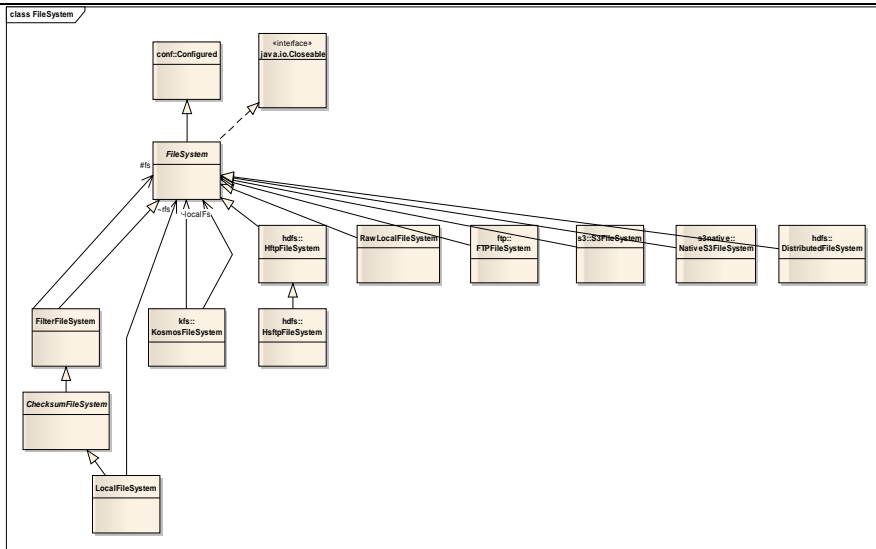 class FileSystem
conf::Configured
«interface»
java.io.Closeable
FileSystem
#fs
~rfs
~localFs
hdfs::
HftpFileSystem
RawLocalFileSystem
ftp::
FTPFileSystem
s3::S3FileSystem
s3native::
NativeS3FileSystem
hdfs::
DistributedFileSystem
FilterFileSystem
kfs::
KosmosFileSystem
hdfs::
HsftpFileSystem
ChecksumFileSystem
LocalFileSystem